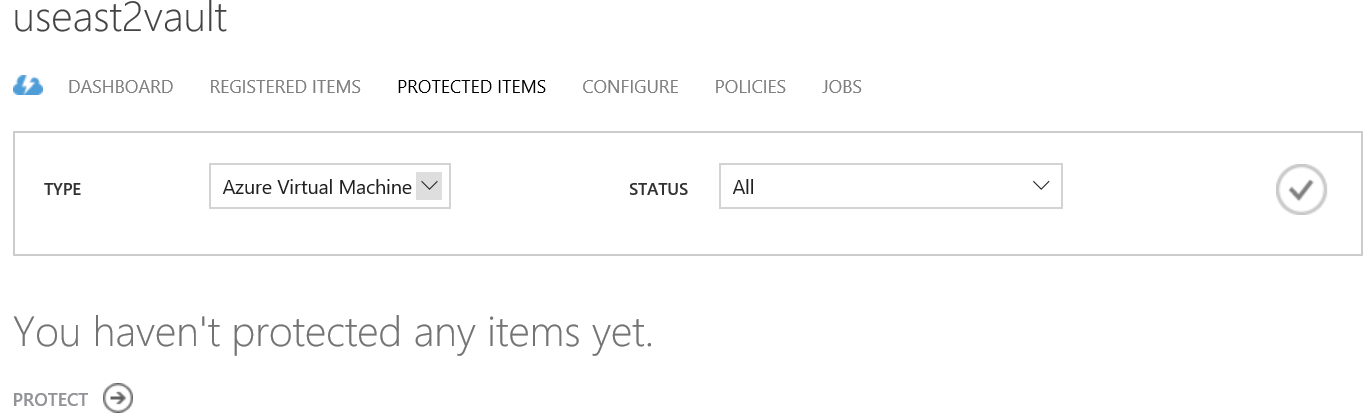 useast2vault
DASHBOARD REGISTERED ITEMS PROTECTED ITEMS CONFIGURE POLICIES JOBS
TYPE Azure Virtual Machine STATUS All
You haven't protected any items yet.
PROTECT